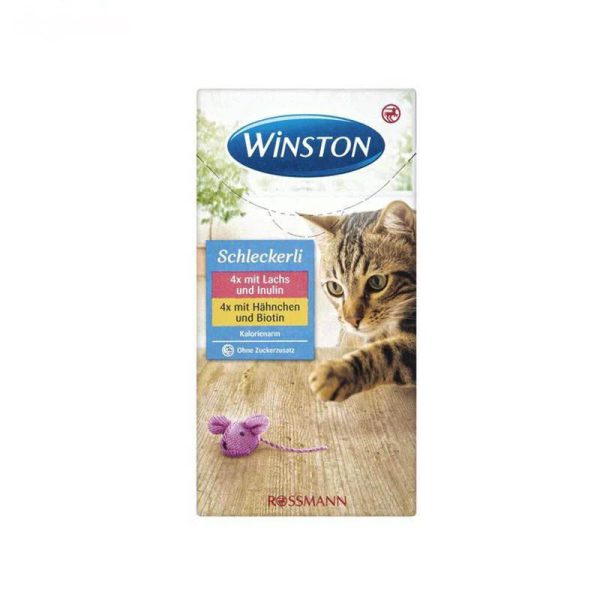 WINSTON
Schleckerli
4x mit Lachs
und Inulin
4x mit Hähnchen
und Biotin
Kalorienarm
Ohne Zuckerzusatz
ROSSMANN